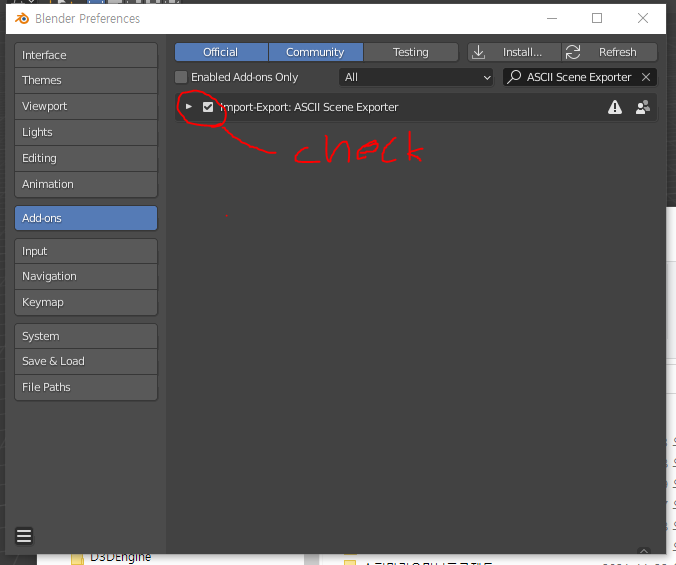 Blender Preferences
Interface
Themes
Viewport
Lights
Editing
Animation
Add-ons
Input
Navigation
Keymap
System
Save & Load
File Paths
Official Community Testing Install... Refresh
Enabled Add-ons Only All ASCII Scene Exporter
Import-Export: ASCII Scene Exporter
check
D3DEngine